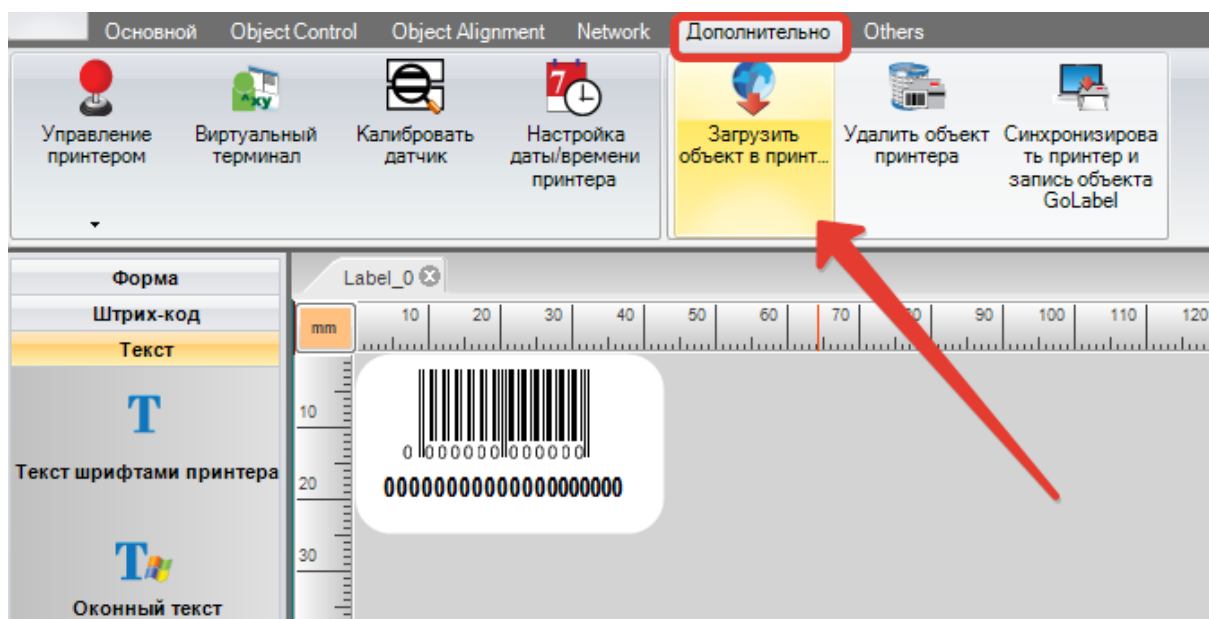 Основной Object Control Object Alignment Network Дополнительно Others
Управление принтером
Виртуальный терминал
Калибровать датчик
Настройка даты/времени принтера
Загрузить объект в принт...
Удалить объект принтера
Синхронизирова
ть принтер и
запись объекта
GoLabel
Форма
Штрих-код
Текст
Текст шрифтами принтера
Оконный текст
Label_0
mm
10 20 30 40 50 60 70 90 100 110 120
10
20
30
0 000000 000000
00000000000000000000
7
^xy